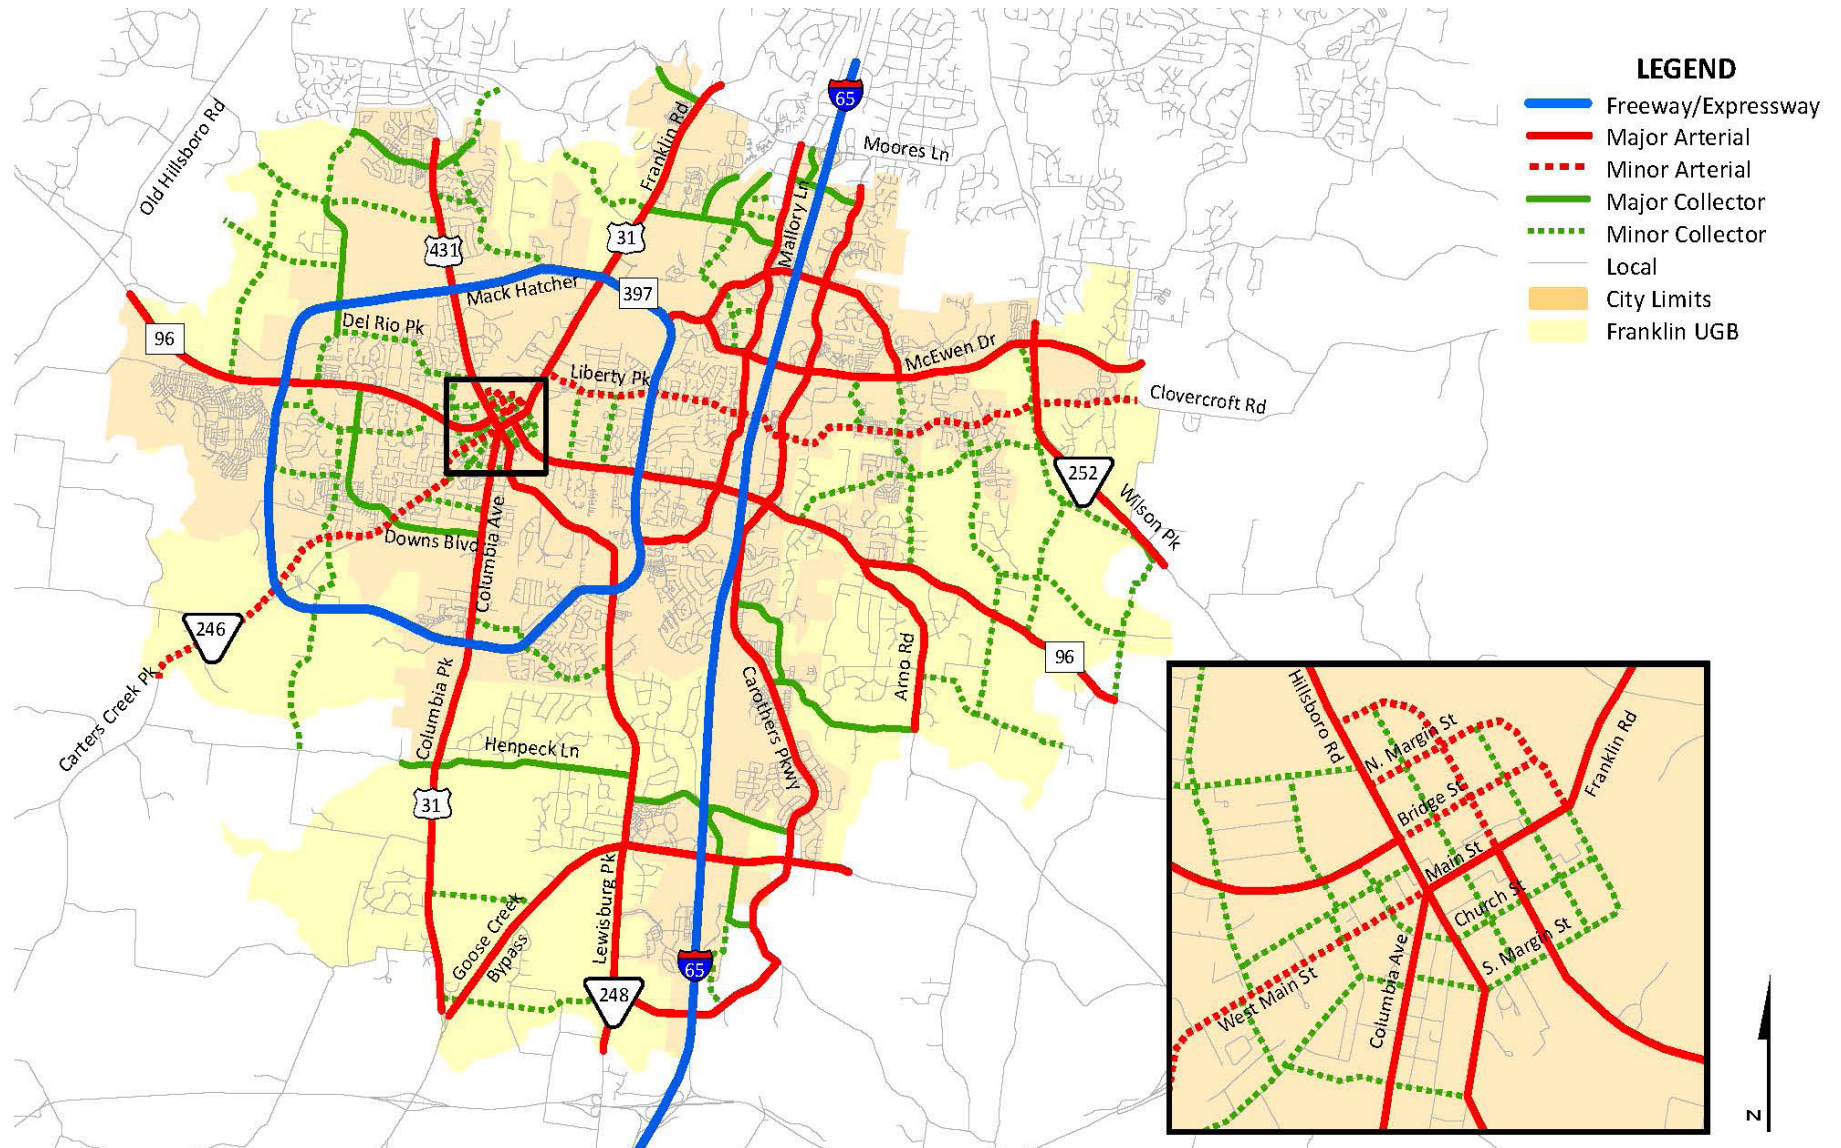 LEGEND
Freeway/Expressway
Major Arterial
Minor Arterial
Major Collector
Minor Collector
Local
City Limits
Franklin UGB
65
Moores Ln
Old Hillsboro Rd
Franklin Rd
Mallory Ln
431
31
Mack Hatcher
397
96
Del Rio Pk
McEwen Dr
Liberty Pk
Clovercroft Rd
252
Wilson Pk
Downs Blvd
Columbia Ave
246
Carters Creek Pk
Columbia Pk
Arno Rd
96
Carothers Pkwy
Henpeck Ln
31
Goose Creek
Bypass
Lewisburg Pk
65
248
Hillsboro Rd
N. Margin St
Franklin Rd
Bridge St
Main St
Church St
S. Margin St
West Main St
Columbia Ave
N